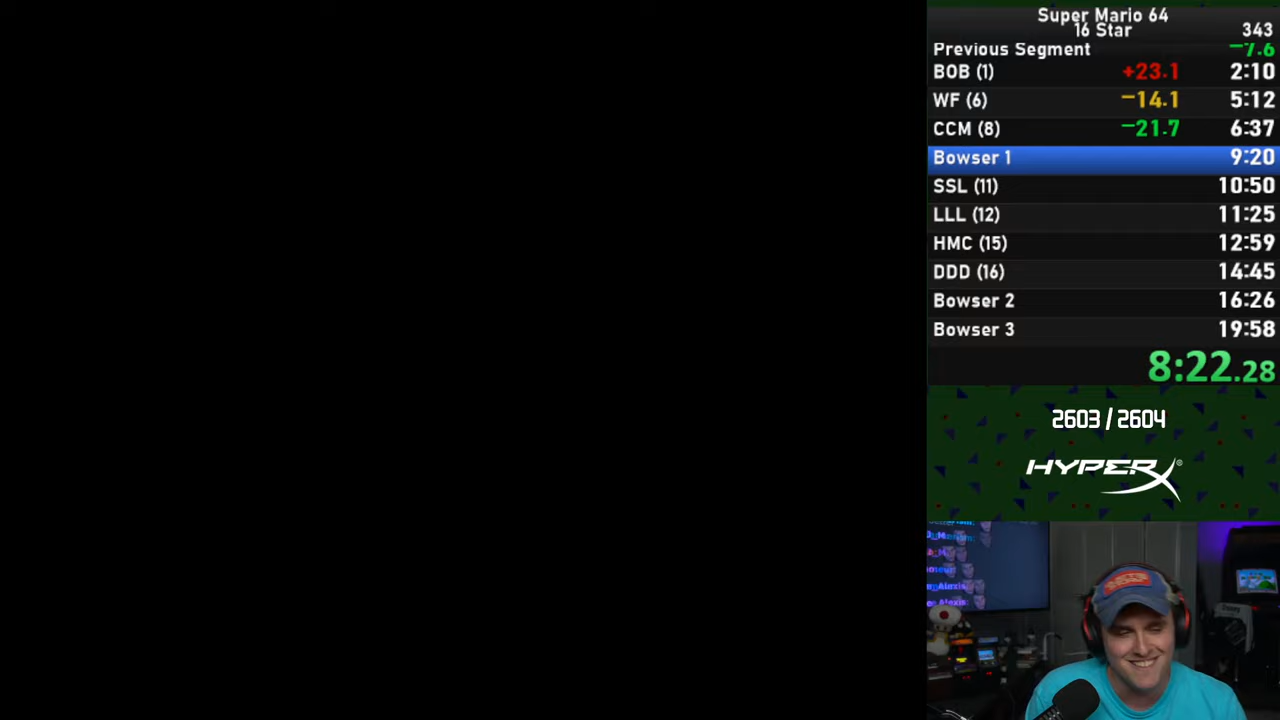 Super Mario 64
16 Star 343
Previous Segment −7.6
BOB (1) +23.1 2:10
WF (6) −14.1 5:12
CCM (8) −21.7 6:37
Bowser 1 9:20
SSL (11) 10:50
LLL (12) 11:25
HMC (15) 12:59
DDD (16) 14:45
Bowser 2 16:26
Bowser 3 19:58
8:22.28
2603 / 2604
HYPERX®
Alexis
Alexis